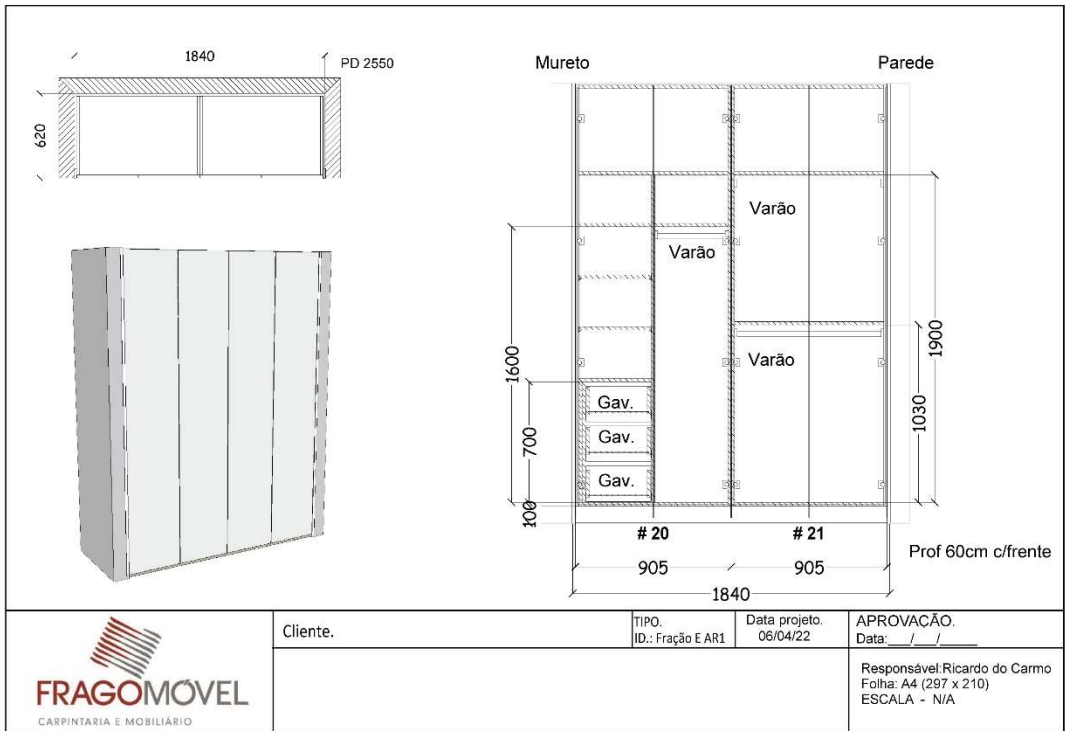 1840
PD 2550
620
Mureto
Parede
Varão
Varão
Varão
1600
1900
1030
700
100
Gav.
Gav.
Gav.
# 20
# 21
905
905
1840
Prof 60cm c/frente
FRAGOMÓVEL
CARPINTARIA E MOBILIÁRIO
Cliente.
TIPO.
ID.: Fração E AR1
Data projeto.
06/04/22
APROVAÇÃO.
Data:___/___/_____
Responsável:Ricardo do Carmo
Folha: A4 (297 x 210)
ESCALA - N/A